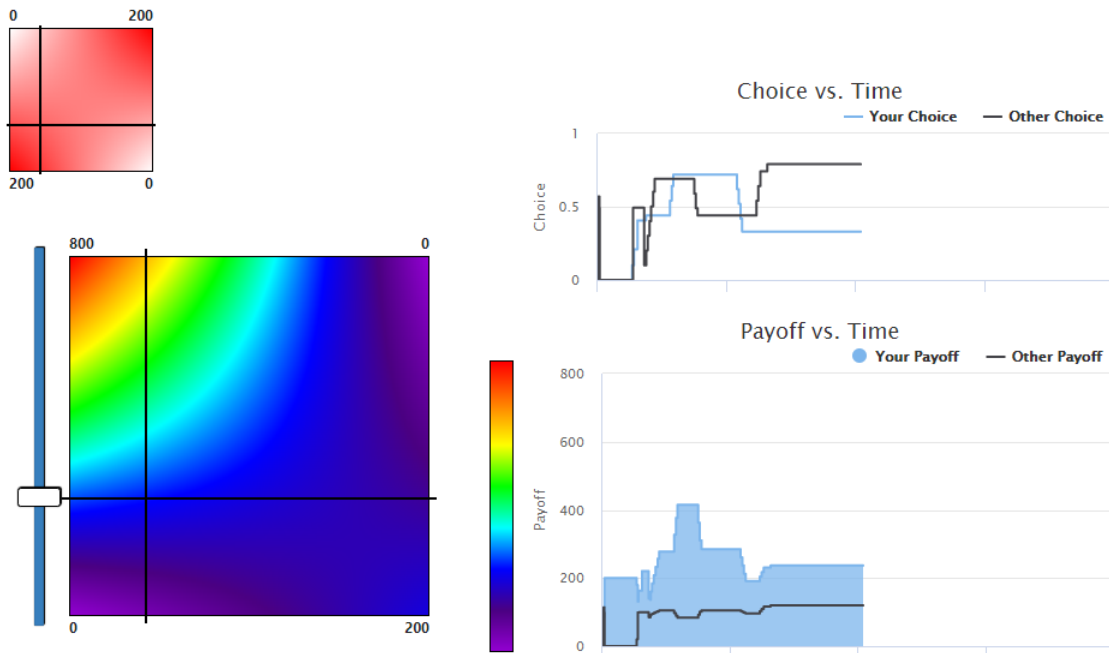 0 200
200 0
800 0
0 200
Choice vs. Time
Your Choice Other Choice
1
0.5
0
Choice
Payoff vs. Time
Your Payoff Other Payoff
800
600
400
200
0
Payoff